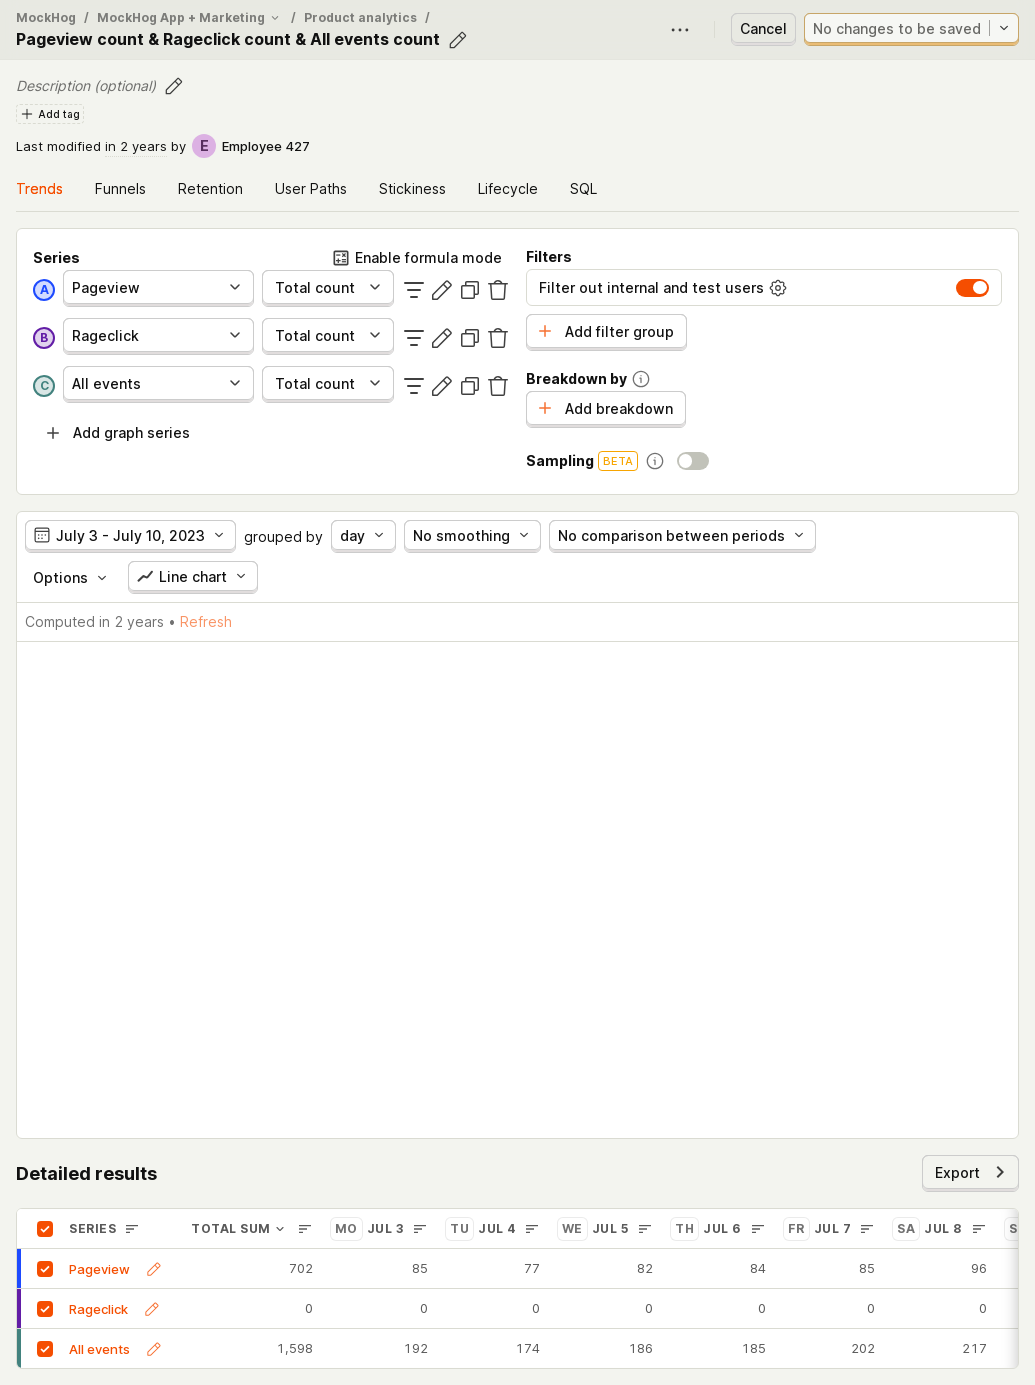 MockHog / MockHog App + Marketing / Product analytics /
Pageview count & Rageclick count & All events count
Cancel
No changes to be saved
Description (optional)
Add tag
Last modified in 2 years by E Employee 427
Trends Funnels Retention User Paths Stickiness Lifecycle SQL
Series
Enable formula mode
A Pageview Total count
B Rageclick Total count
C All events Total count
Add graph series
Filters
Filter out internal and test users
Add filter group
Breakdown by
Add breakdown
Sampling BETA
July 3 - July 10, 2023 grouped by day No smoothing No comparison between periods
Options Line chart
Computed in 2 years • Refresh
Detailed results
Export
SERIES TOTAL SUM MO JUL 3 TU JUL 4 WE JUL 5 TH JUL 6 FR JUL 7 SA JUL 8 S
Pageview 702 85 77 82 84 85 96
Rageclick 0 0 0 0 0 0 0
All events 1,598 192 174 186 185 202 217